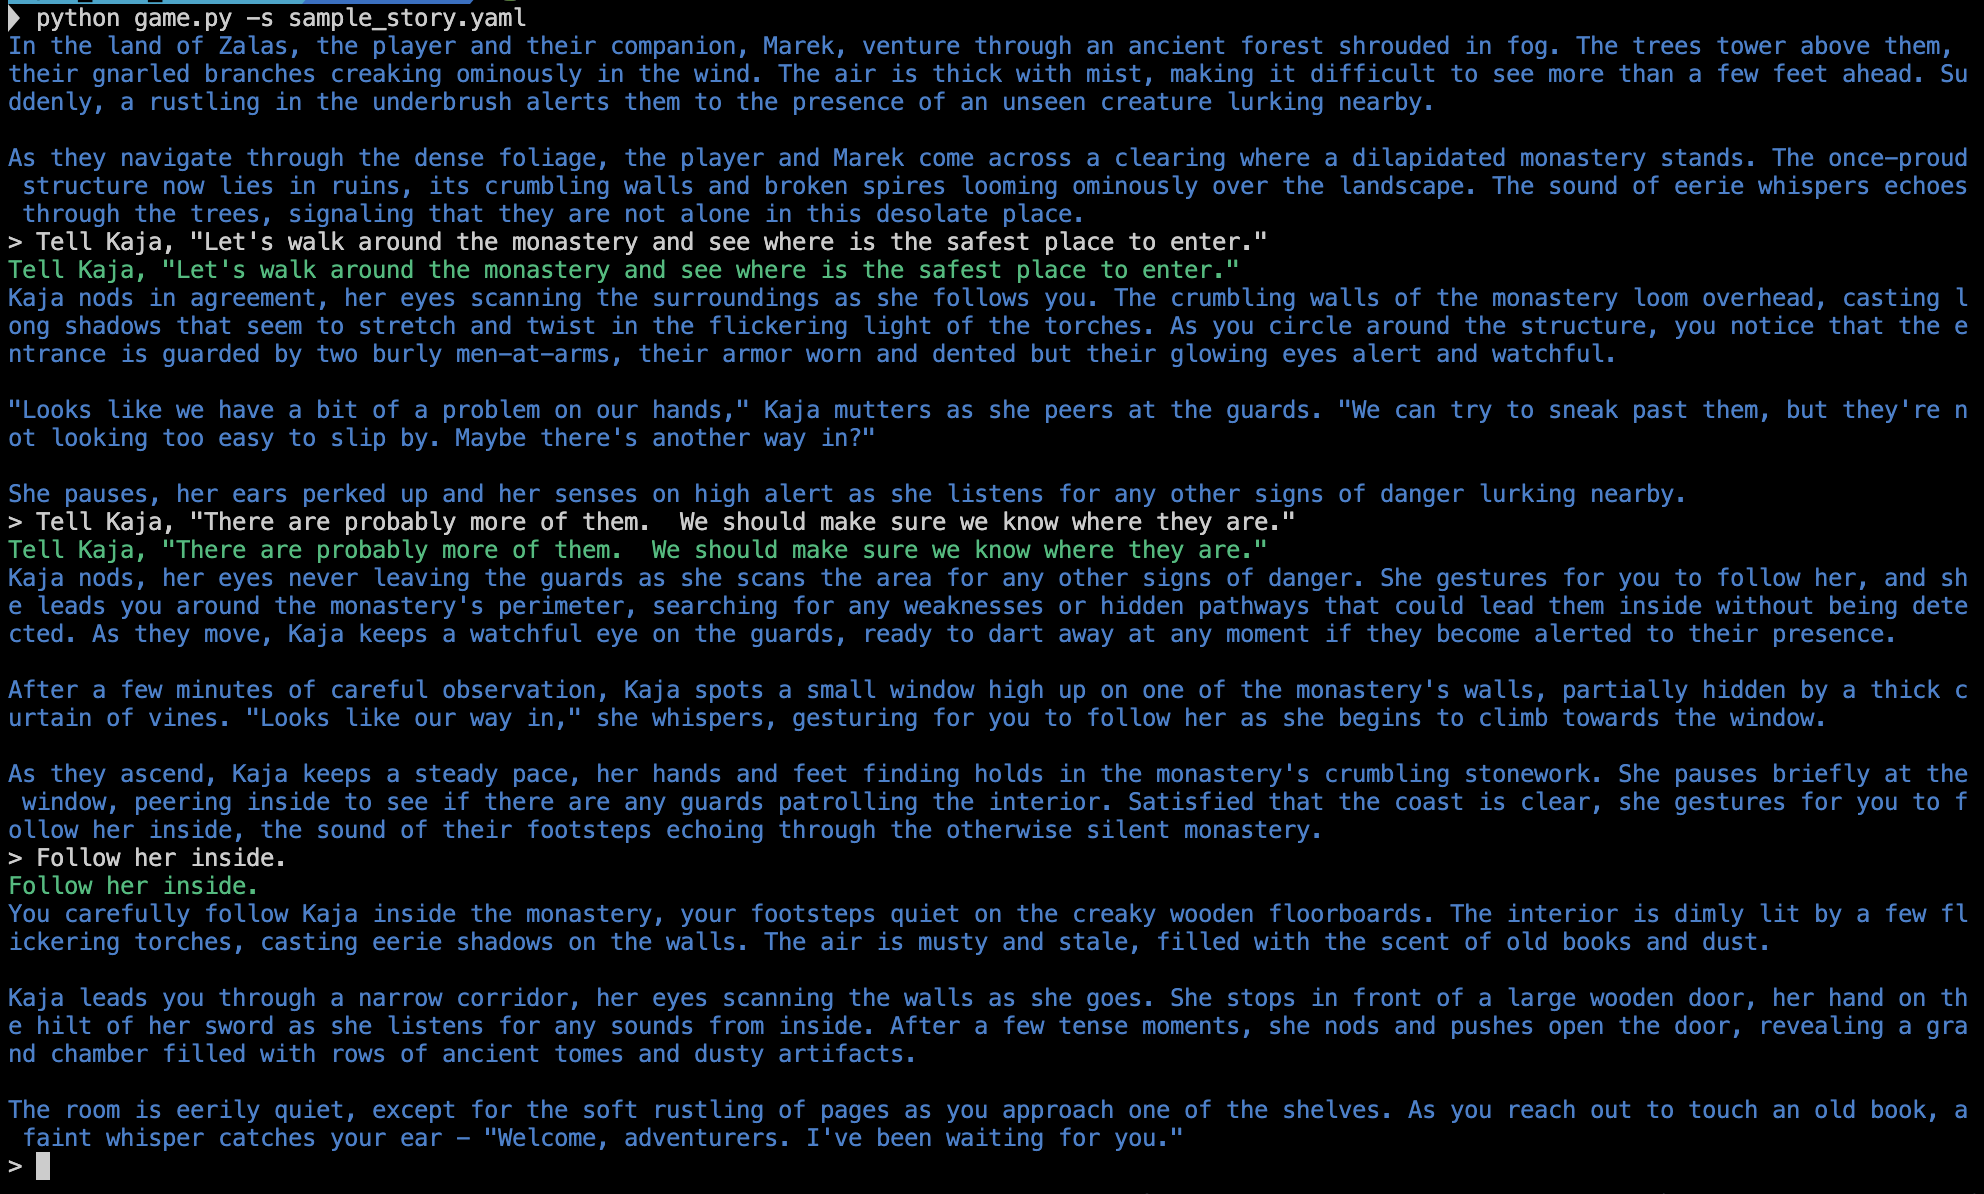 python game.py -s sample_story.yaml
In the land of Zalas, the player and their companion, Marek, venture through an ancient forest shrouded in fog. The trees tower above them,
their gnarled branches creaking ominously in the wind. The air is thick with mist, making it difficult to see more than a few feet ahead. Su
ddenly, a rustling in the underbrush alerts them to the presence of an unseen creature lurking nearby.

As they navigate through the dense foliage, the player and Marek come across a clearing where a dilapidated monastery stands. The once-proud
 structure now lies in ruins, its crumbling walls and broken spires looming ominously over the landscape. The sound of eerie whispers echoes
 through the trees, signaling that they are not alone in this desolate place.
> Tell Kaja, "Let's walk around the monastery and see where is the safest place to enter."
Tell Kaja, "Let's walk around the monastery and see where is the safest place to enter."
Kaja nods in agreement, her eyes scanning the surroundings as she follows you. The crumbling walls of the monastery loom overhead, casting l
ong shadows that seem to stretch and twist in the flickering light of the torches. As you circle around the structure, you notice that the e
ntrance is guarded by two burly men-at-arms, their armor worn and dented but their glowing eyes alert and watchful.

"Looks like we have a bit of a problem on our hands," Kaja mutters as she peers at the guards. "We can try to sneak past them, but they're n
ot looking too easy to slip by. Maybe there's another way in?"

She pauses, her ears perked up and her senses on high alert as she listens for any other signs of danger lurking nearby.
> Tell Kaja, "There are probably more of them.  We should make sure we know where they are."
Tell Kaja, "There are probably more of them.  We should make sure we know where they are."
Kaja nods, her eyes never leaving the guards as she scans the area for any other signs of danger. She gestures for you to follow her, and sh
e leads you around the monastery's perimeter, searching for any weaknesses or hidden pathways that could lead them inside without being dete
cted. As they move, Kaja keeps a watchful eye on the guards, ready to dart away at any moment if they become alerted to their presence.

After a few minutes of careful observation, Kaja spots a small window high up on one of the monastery's walls, partially hidden by a thick c
urtain of vines. "Looks like our way in," she whispers, gesturing for you to follow her as she begins to climb towards the window.

As they ascend, Kaja keeps a steady pace, her hands and feet finding holds in the monastery's crumbling stonework. She pauses briefly at the
 window, peering inside to see if there are any guards patrolling the interior. Satisfied that the coast is clear, she gestures for you to f
ollow her inside, the sound of their footsteps echoing through the otherwise silent monastery.
> Follow her inside.
Follow her inside.
You carefully follow Kaja inside the monastery, your footsteps quiet on the creaky wooden floorboards. The interior is dimly lit by a few fl
ickering torches, casting eerie shadows on the walls. The air is musty and stale, filled with the scent of old books and dust.

Kaja leads you through a narrow corridor, her eyes scanning the walls as she goes. She stops in front of a large wooden door, her hand on th
e hilt of her sword as she listens for any sounds from inside. After a few tense moments, she nods and pushes open the door, revealing a gra
nd chamber filled with rows of ancient tomes and dusty artifacts.

The room is eerily quiet, except for the soft rustling of pages as you approach one of the shelves. As you reach out to touch an old book, a
 faint whisper catches your ear - "Welcome, adventurers. I've been waiting for you."
>